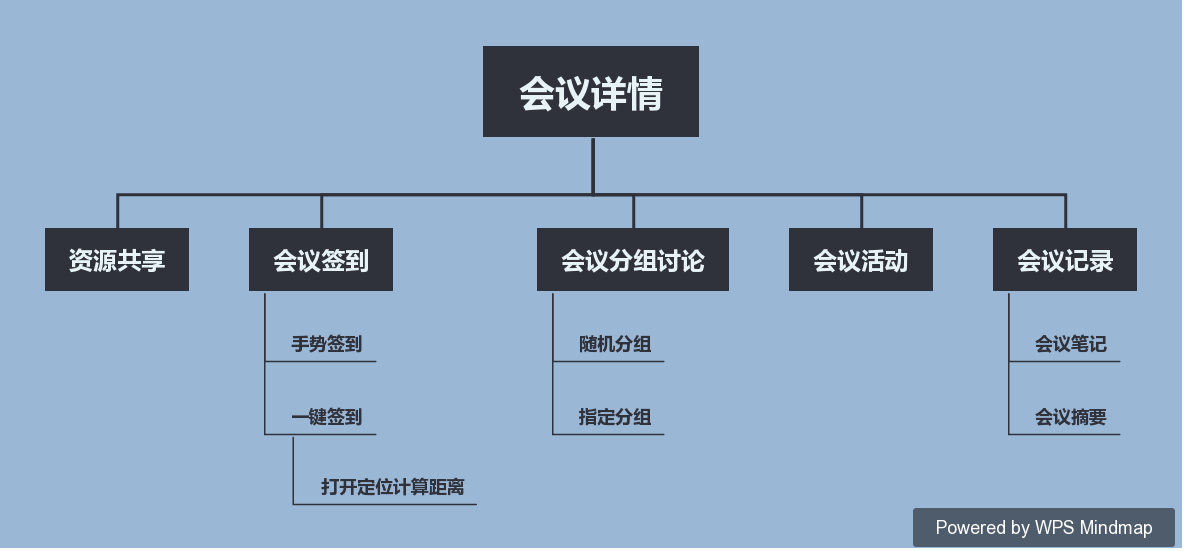 会议详情
资源共享
会议签到
会议分组讨论
会议活动
会议记录
手势签到
随机分组
会议笔记
一键签到
指定分组
会议摘要
打开定位计算距离
Powered by WPS Mindmap